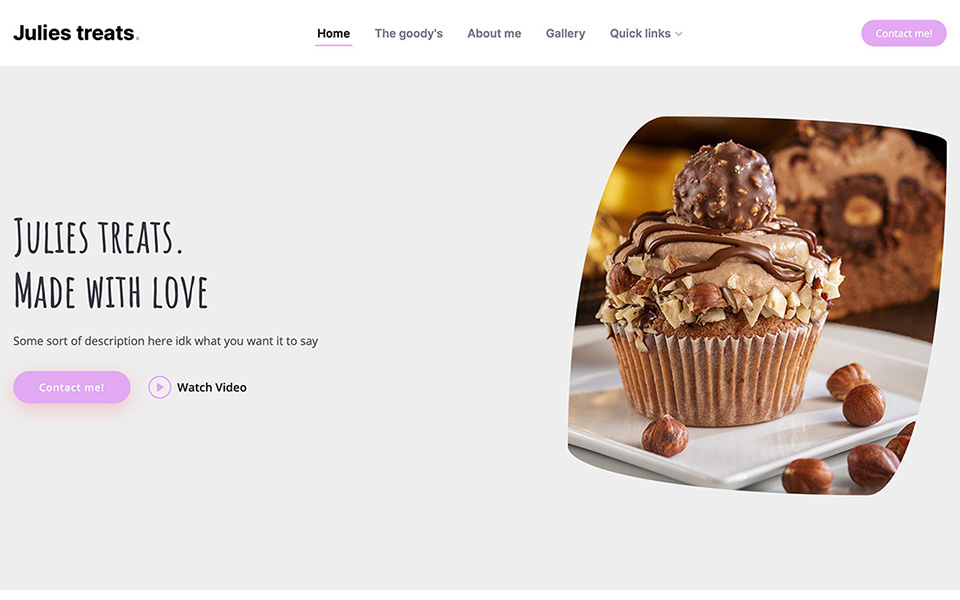 Julies treats.
Home
The goody's
About me
Gallery
Quick links
Contact me!
Julies treats.
Made with love
Some sort of description here idk what you want it to say
Contact me!
Watch Video